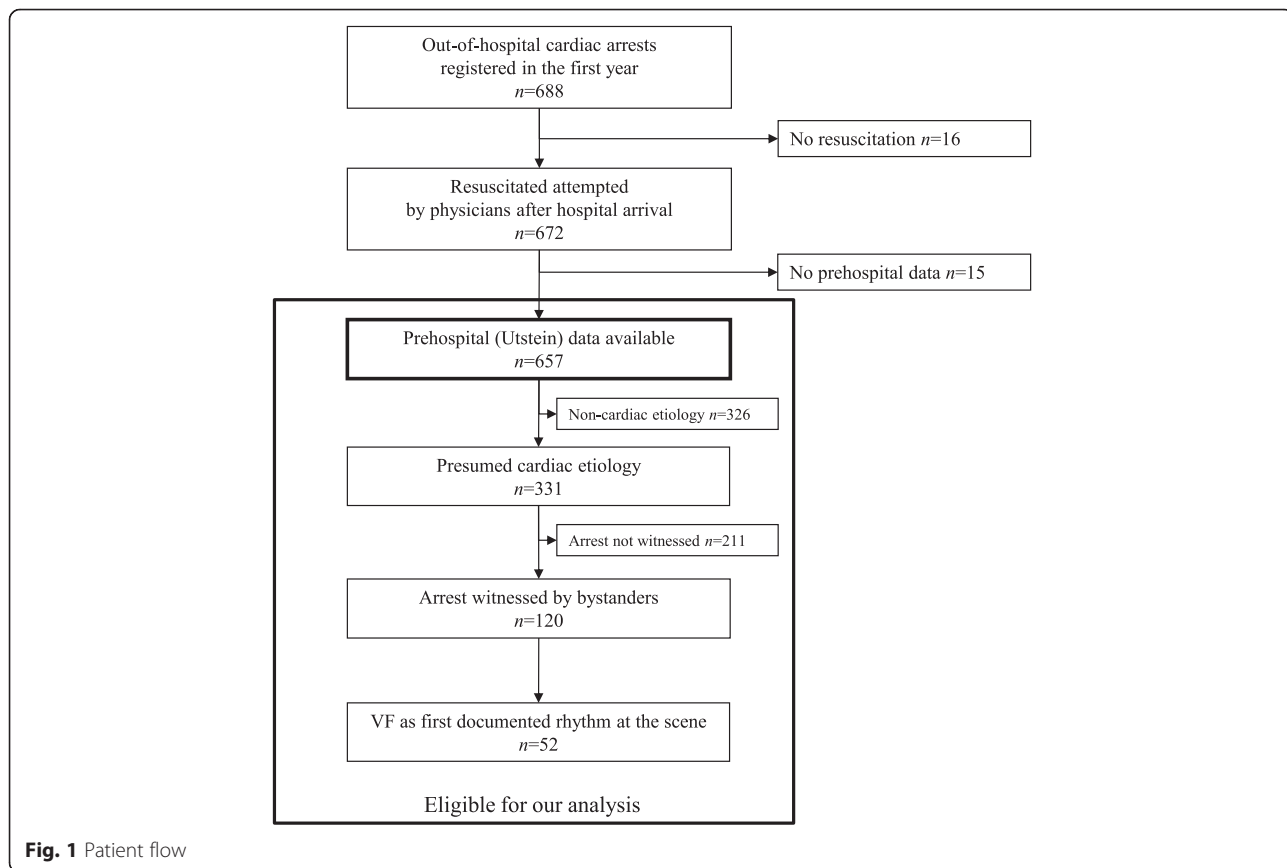 Out-of-hospital cardiac arrests
registered in the first year
n=688
No resuscitation n=16
Resuscitated attempted
by physicians after hospital arrival
n=672
No prehospital data n=15
Prehospital (Utstein) data available
n=657
Non-cardiac etiology n=326
Presumed cardiac etiology
n=331
Arrest not witnessed n=211
Arrest witnessed by bystanders
n=120
VF as first documented rhythm at the scene
n=52
Eligible for our analysis
Fig. 1 Patient flow